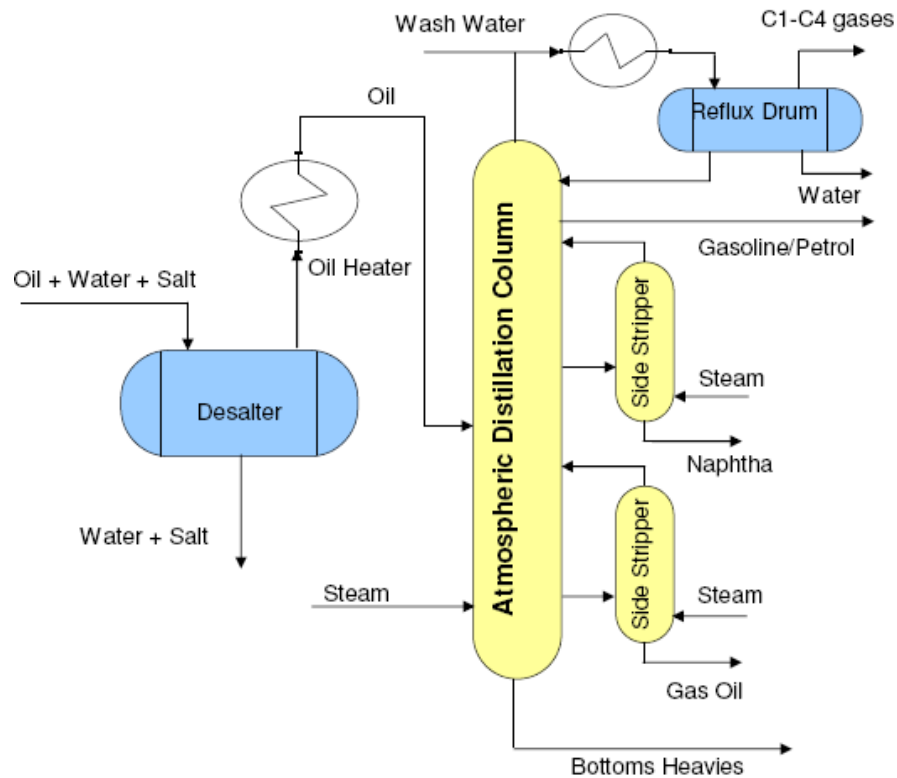 C1-C4 gases
Wash Water
Oil
Reflux Drum
Water
Gasoline/Petrol
Oil Heater
Oil + Water + Salt
Atmospheric Distillation Column
Side Stripper
Steam
Desalter
Naphtha
Water + Salt
Side Stripper
Steam
Steam
Gas Oil
Bottoms Heavies